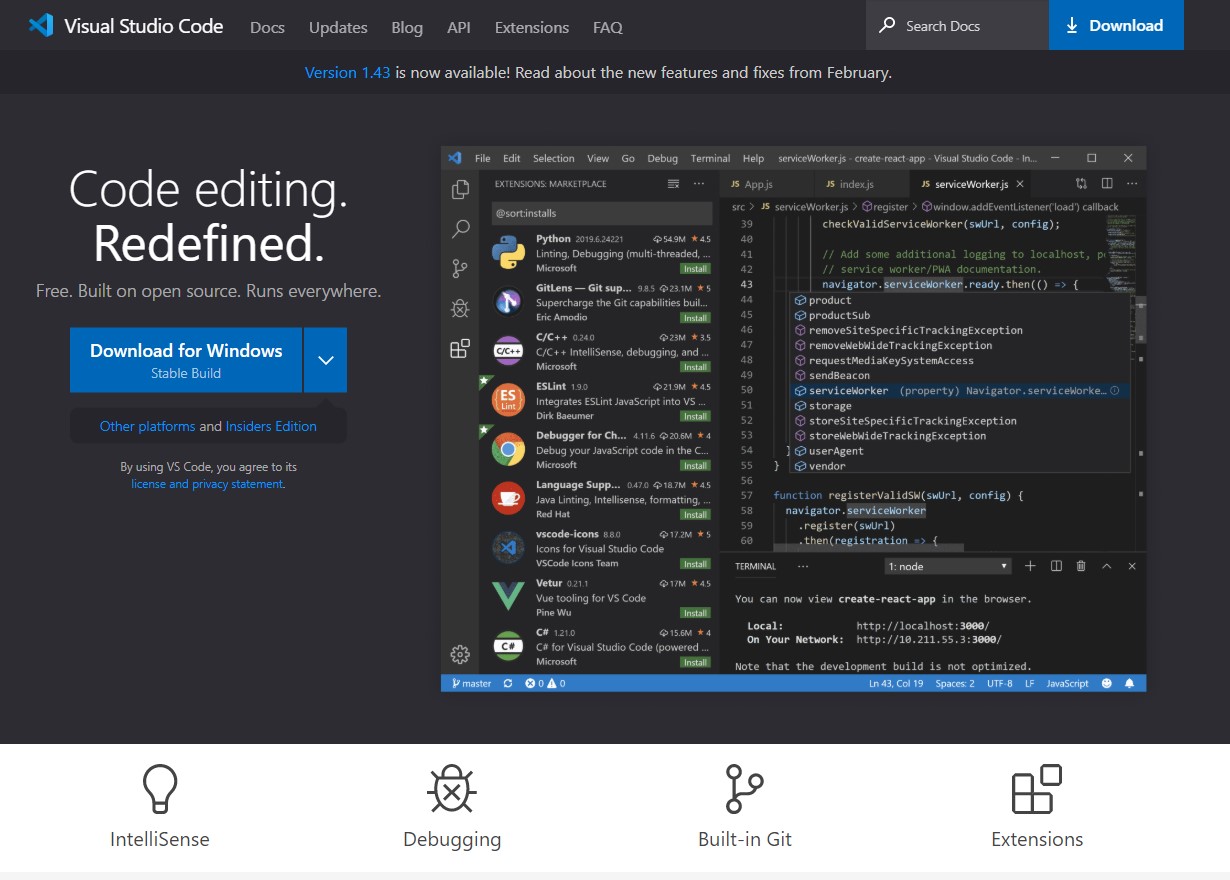 Visual Studio Code Docs Updates Blog API Extensions FAQ Search Docs Download
Version 1.43 is now available! Read about the new features and fixes from February.
Code editing.
Redefined.
Free. Built on open source. Runs everywhere.
Download for Windows
Stable Build
Other platforms and Insiders Edition
By using VS Code, you agree to its
license and privacy statement.
File Edit Selection View Go Debug Terminal Help serviceWorker.js - create-react-app - Visual Studio Code - In...
EXTENSIONS: MARKETPLACE
@sort:installs
Python 2019.6.24221 54.9M ★ 4.5
Linting, Debugging (multi-threaded, ...
Microsoft Install
GitLens — Git sup... 9.8.5 23.1M ★ 5
Supercharge the Git capabilities buil...
Eric Amodio Install
C/C++
C/C++ 0.24.0 23M ★ 3.5
C/C++ IntelliSense, debugging, and ...
Microsoft Install
ES
Lint
ESLint 1.9.0 21.9M ★ 4.5
Integrates ESLint JavaScript into VS ...
Dirk Baeumer Install
Debugger for Ch... 4.11.6 20.6M ★ 4
Debug your JavaScript code in the C...
Microsoft Install
Language Supp... 0.47.0 18.7M ★ 4.5
Java Linting, Intellisense, formatting, ...
Red Hat Install
vscode-icons 8.8.0 17.2M ★ 5
Icons for Visual Studio Code
VSCode Icons Team Install
Vetur 0.21.1 17M ★ 4.5
Vue tooling for VS Code
Pine Wu Install
C#
C# 1.21.0 15.6M ★ 4
C# for Visual Studio Code (powered ...
Microsoft Install
JS App.js JS index.js JS serviceWorker.js ×
src > JS serviceWorker.js > register > window.addEventListener('load') callback
39 checkValidServiceWorker(swUrl, config);
40
41 // Add some additional logging to localhost, p
42 // service worker/PWA documentation.
43 navigator.serviceWorker.ready.then(() => {
44 product
45 productSub
46 removeSiteSpecificTrackingException
47 removeWebWideTrackingException
48 requestMediaKeySystemAccess
49 sendBeacon
50 serviceWorker (property) Navigator.serviceWorke...
51 storage
52 storeSiteSpecificTrackingException
53 storeWebWideTrackingException
54 } userAgent
55 } vendor
56
57 function registerValidSW(swUrl, config) {
58 navigator.serviceWorker
59 .register(swUrl)
60 .then(registration => {
TERMINAL ... 1: node
You can now view create-react-app in the browser.
Local: http://localhost:3000/
On Your Network: http://10.211.55.3:3000/
Note that the development build is not optimized.
master 0 0 Ln 43, Col 19 Spaces: 2 UTF-8 LF JavaScript
IntelliSense Debugging Built-in Git Extensions